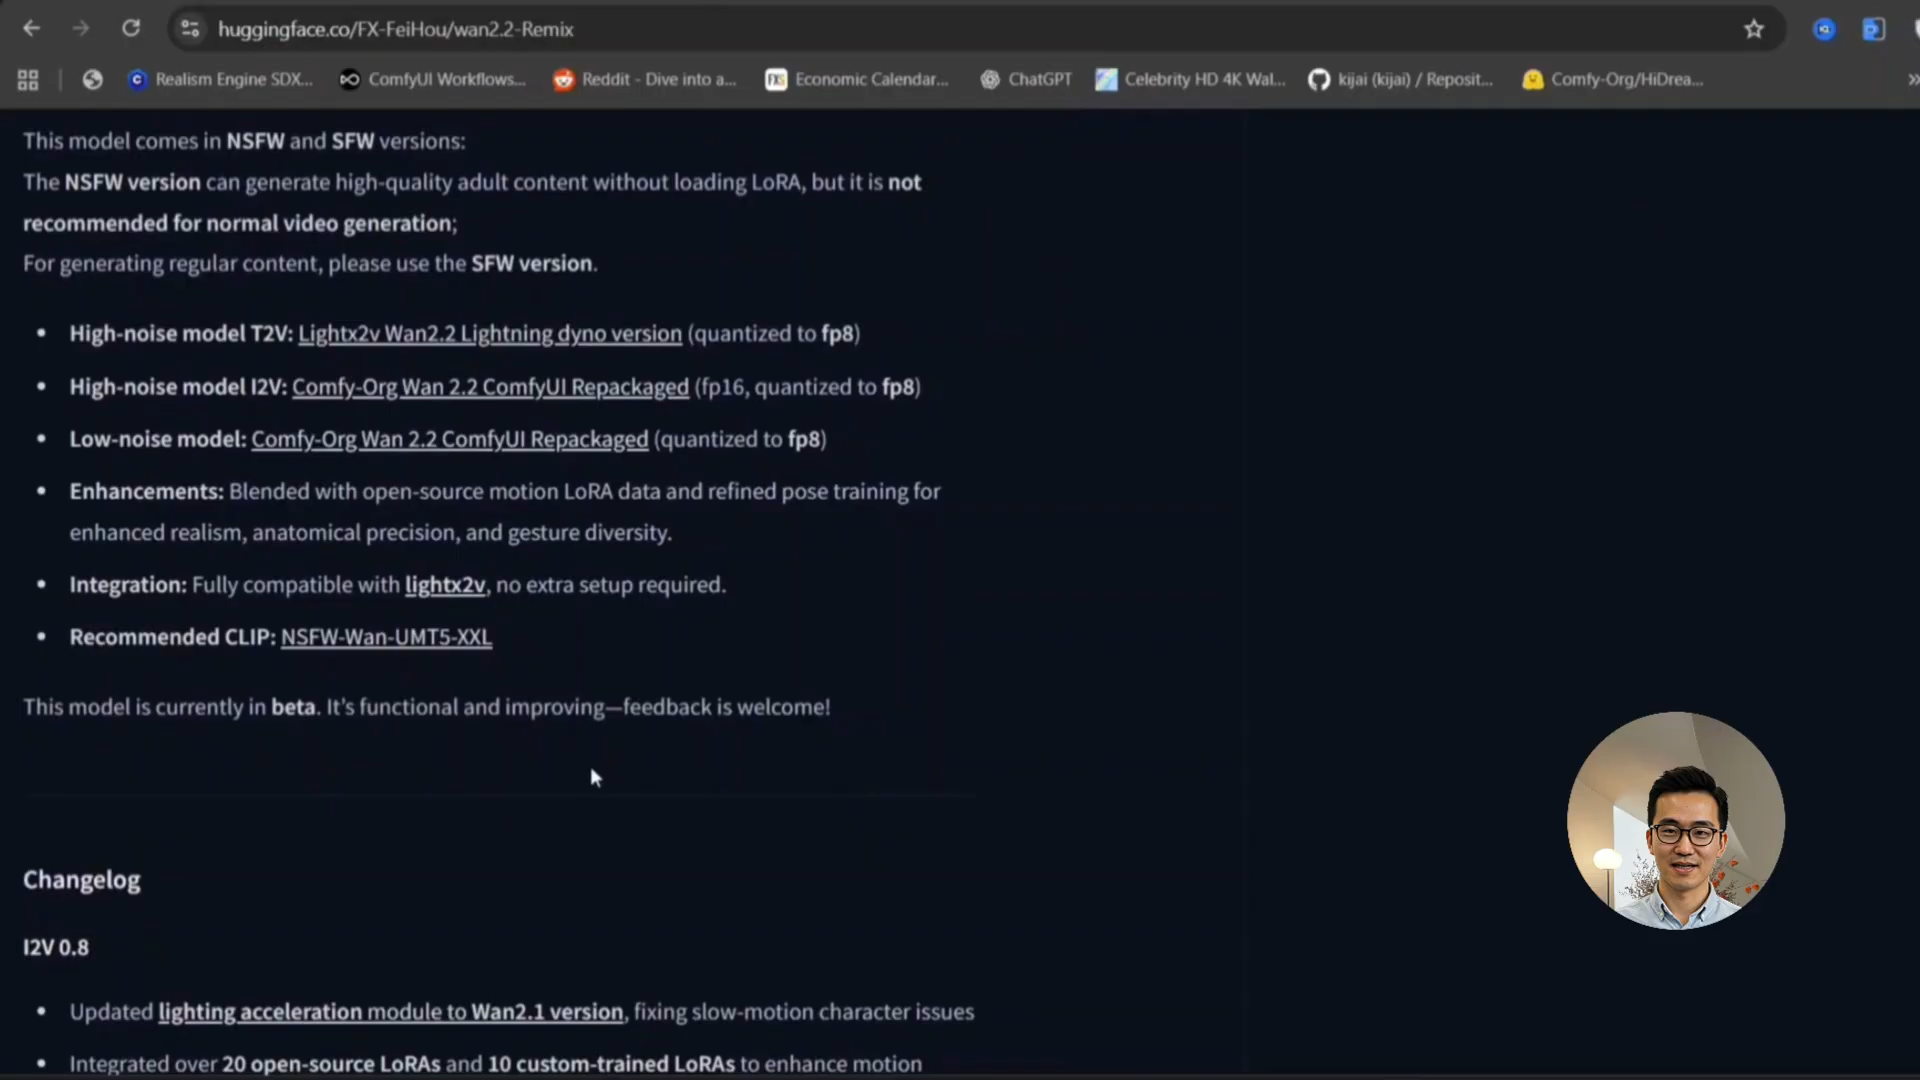 huggingface.co/FX-FeiHou/wan2.2-Remix
Realism Engine SDX... ComfyUI Workflows... Reddit - Dive into a... FXS Economic Calendar... ChatGPT Celebrity HD 4K Wal... kijai (kijai) / Reposit... Comfy-Org/HiDrea... »
This model comes in NSFW and SFW versions:
The NSFW version can generate high-quality adult content without loading LoRA, but it is not
recommended for normal video generation;
For generating regular content, please use the SFW version.
• High-noise model T2V: Lightx2v Wan2.2 Lightning dyno version (quantized to fp8)
• High-noise model I2V: Comfy-Org Wan 2.2 ComfyUI Repackaged (fp16, quantized to fp8)
• Low-noise model: Comfy-Org Wan 2.2 ComfyUI Repackaged (quantized to fp8)
• Enhancements: Blended with open-source motion LoRA data and refined pose training for
enhanced realism, anatomical precision, and gesture diversity.
• Integration: Fully compatible with lightx2v, no extra setup required.
• Recommended CLIP: NSFW-Wan-UMT5-XXL
This model is currently in beta. It’s functional and improving—feedback is welcome!
Changelog
I2V 0.8
• Updated lighting acceleration module to Wan2.1 version, fixing slow-motion character issues
• Integrated over 20 open-source LoRAs and 10 custom-trained LoRAs to enhance motion